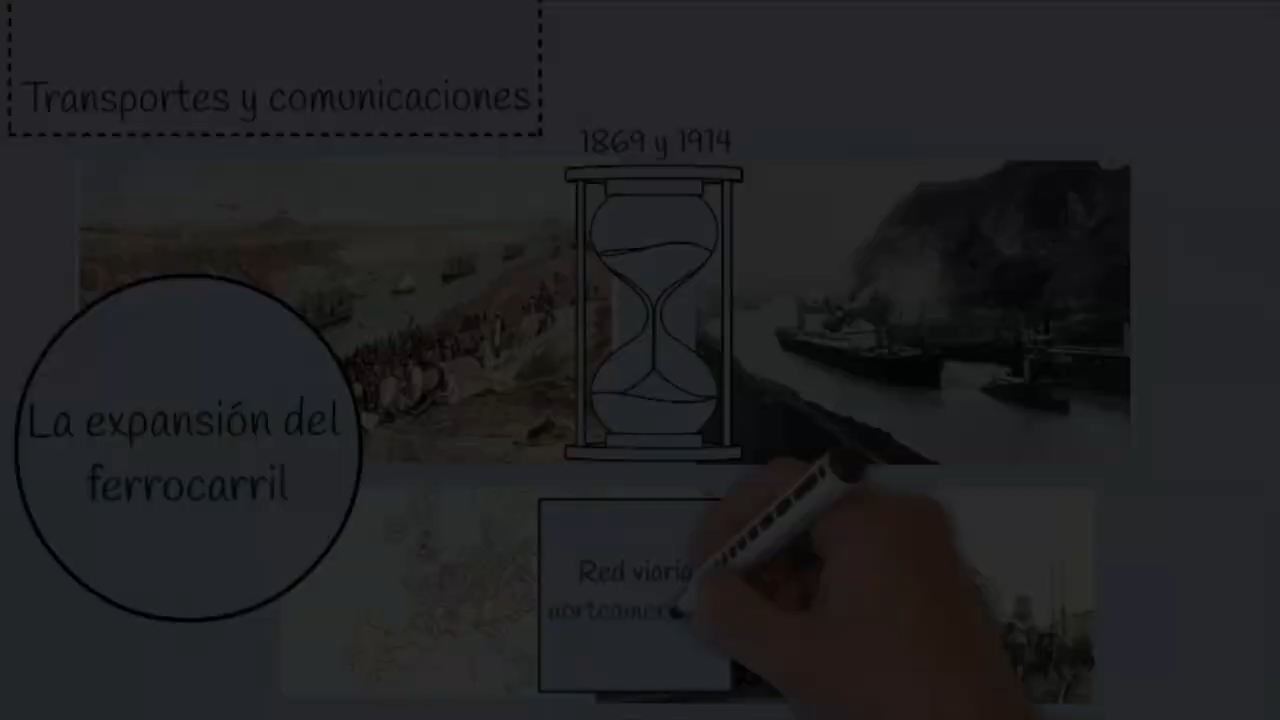 Transportes y comunicaciones
1869 y 1914
La expansión del
ferrocarril
Red viaria